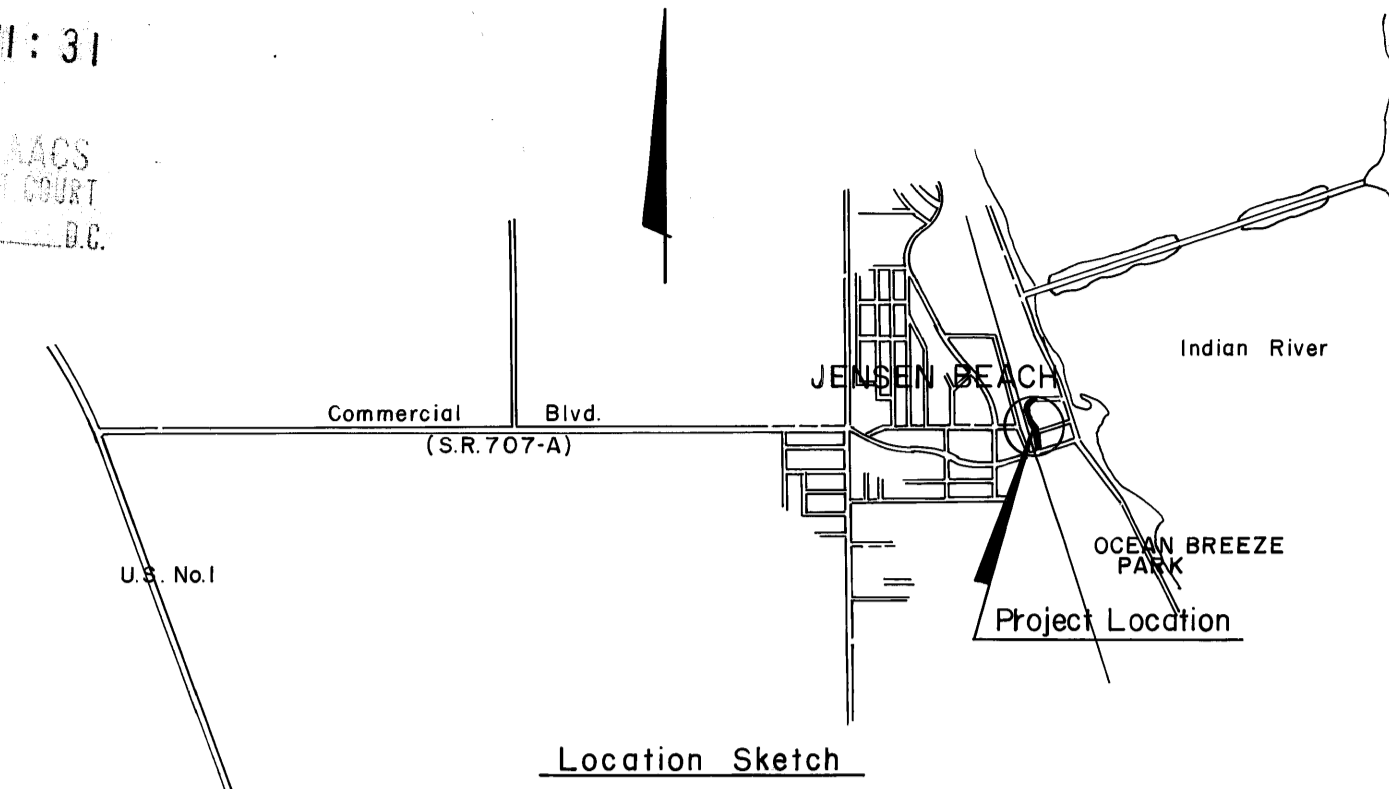 1:31
AACS
COURT
D.C.
Indian River
JENSEN BEACH
Commercial Blvd.
(S.R. 707-A)
OCEAN BREEZE
PARK
U.S. No.1
Project Location
Location Sketch